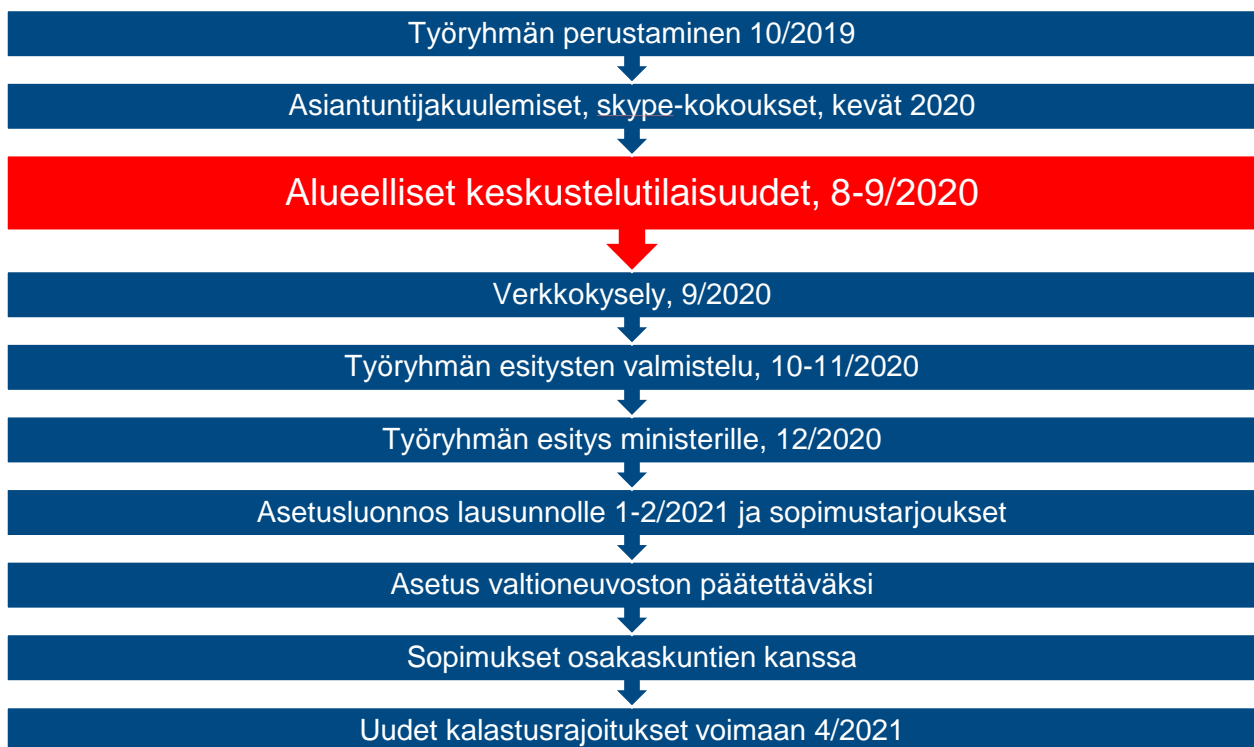 Työryhmän perustaminen 10/2019
Asiantuntijakuulemiset, skype-kokoukset, kevät 2020
Alueelliset keskustelutilaisuudet, 8-9/2020
Verkkokysely, 9/2020
Työryhmän esitysten valmistelu, 10-11/2020
Työryhmän esitys ministerille, 12/2020
Asetusluonnos lausunnolle 1-2/2021 ja sopimustarjoukset
Asetus valtioneuvoston päätettäväksi
Sopimukset osakaskuntien kanssa
Uudet kalastusrajoitukset voimaan 4/2021